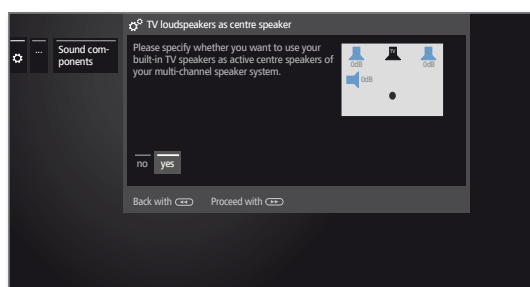 TV loudspeakers as centre speaker
...
Sound com-
ponents
Please specify whether you want to use your
built-in TV speakers as active centre speakers of
your multi-channel speaker system.
TV
0dB
0dB
0dB
no yes
Back with Proceed with